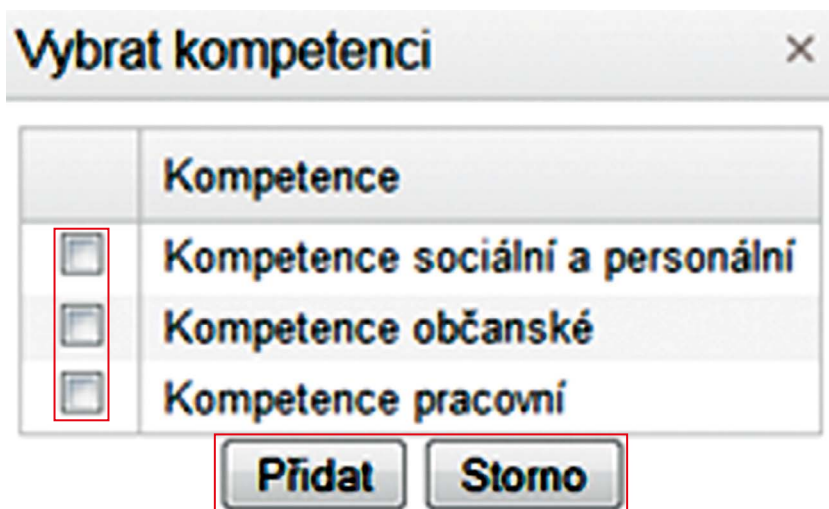 Vybrat kompetenci ×
Kompetence
Kompetence sociální a personální
Kompetence občanské
Kompetence pracovní
Přidat Storno